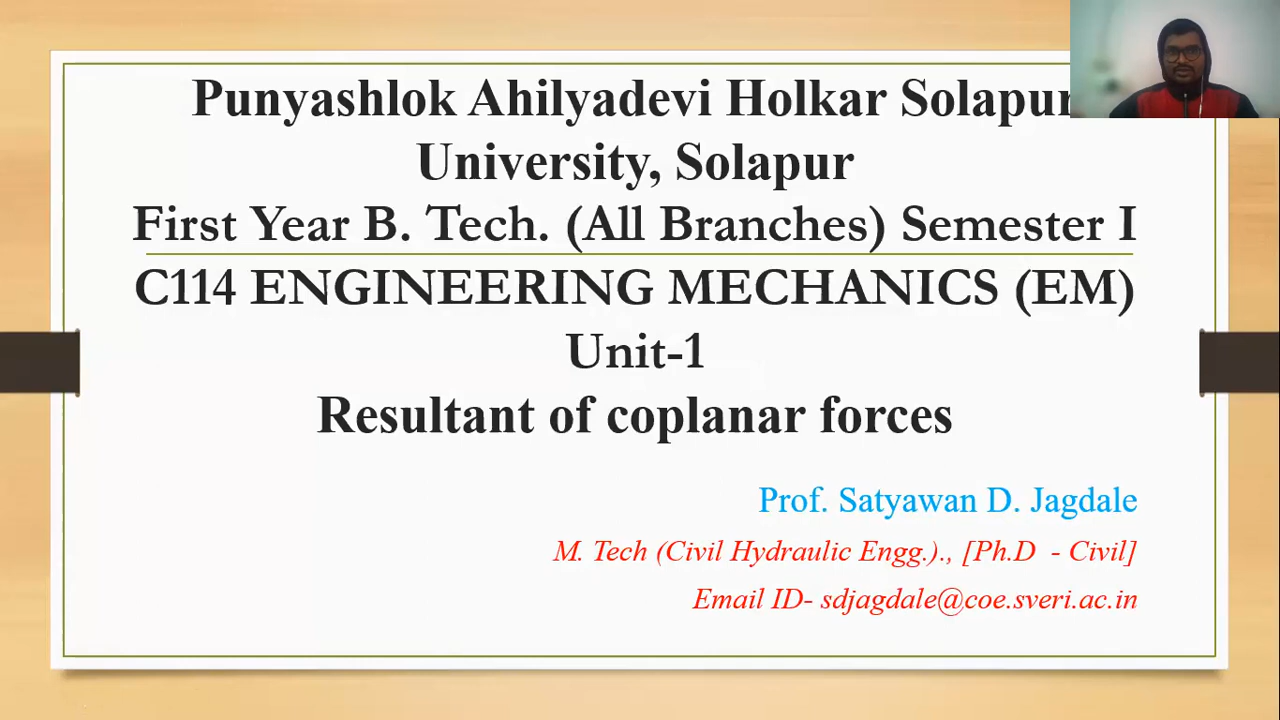 Punyashlok Ahilyadevi Holkar Solapur
University, Solapur
First Year B. Tech. (All Branches) Semester I
C114 ENGINEERING MECHANICS (EM)
Unit-1
Resultant of coplanar forces
Prof. Satyawan D. Jagdale
M. Tech (Civil Hydraulic Engg.)., [Ph.D - Civil]
Email ID- sdjagdale@coe.sveri.ac.in